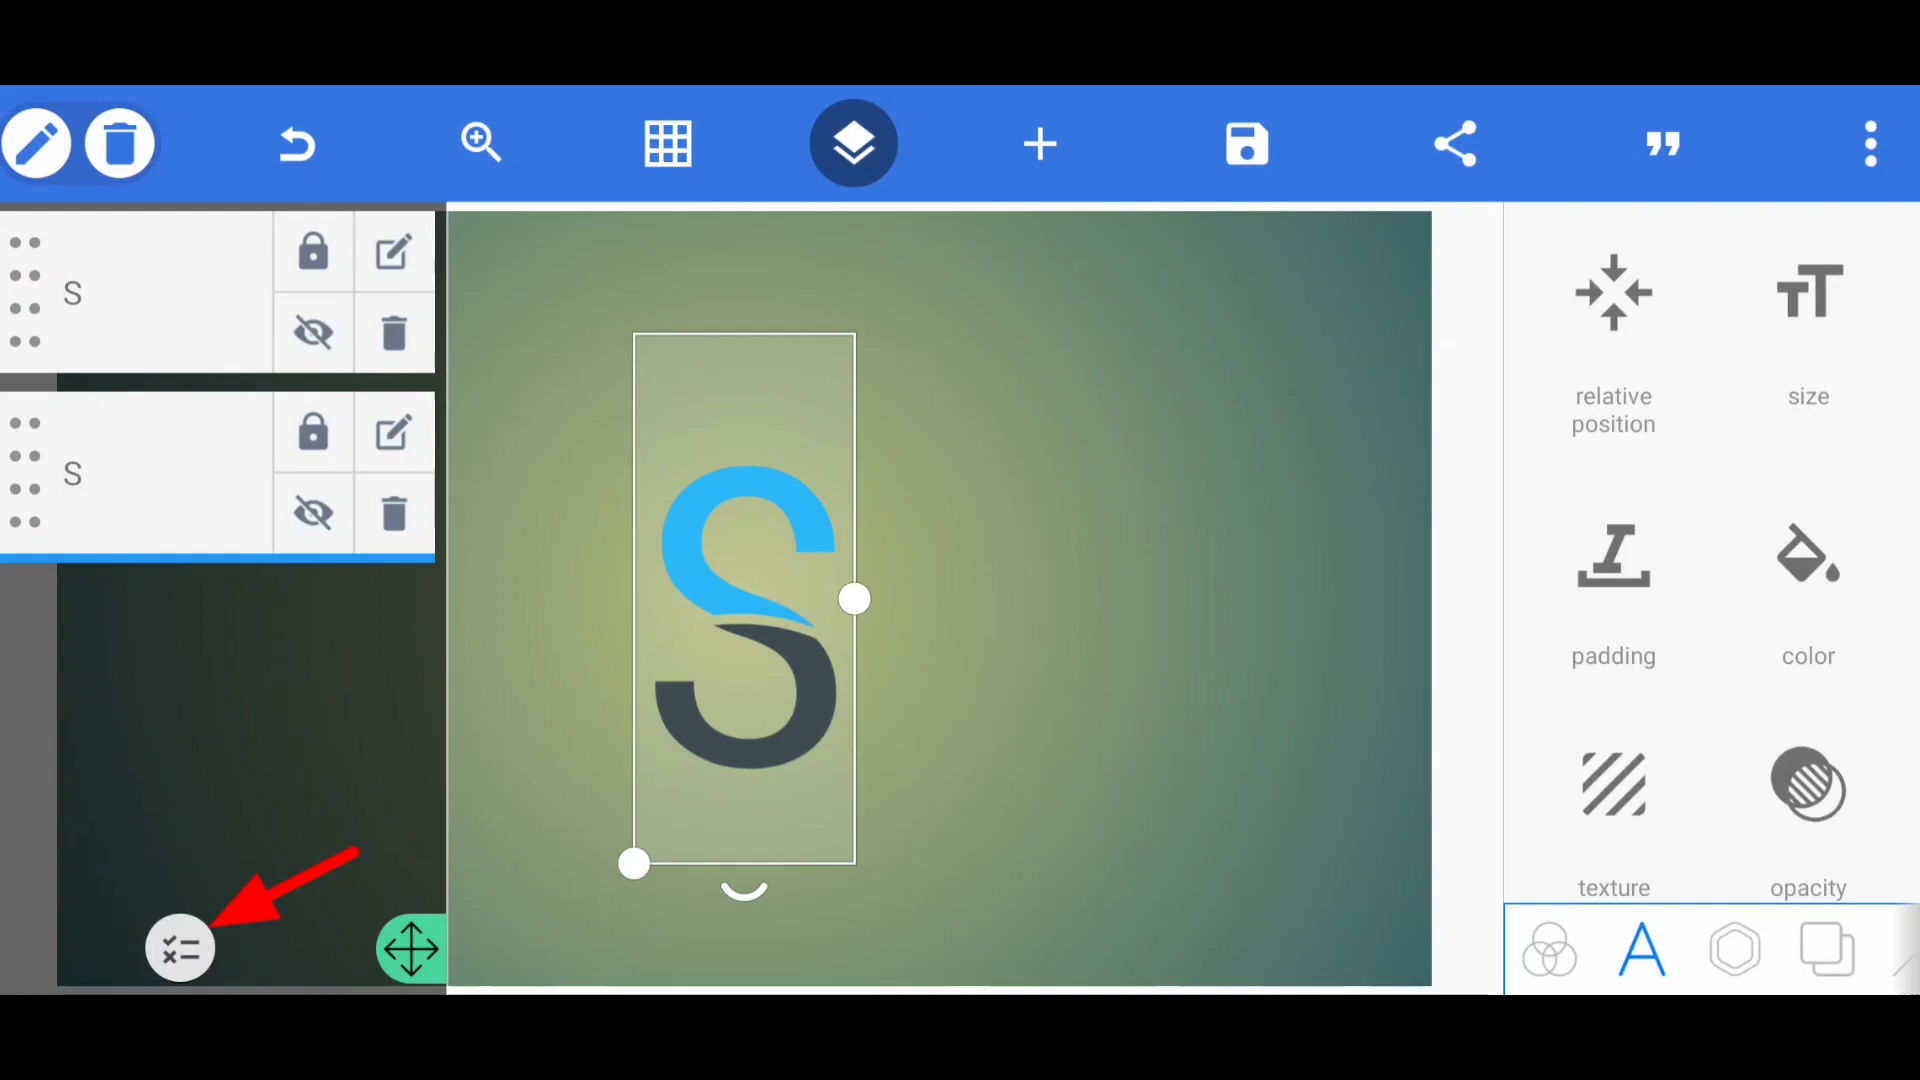 S
S
S
relative
position
size
padding
color
texture
opacity